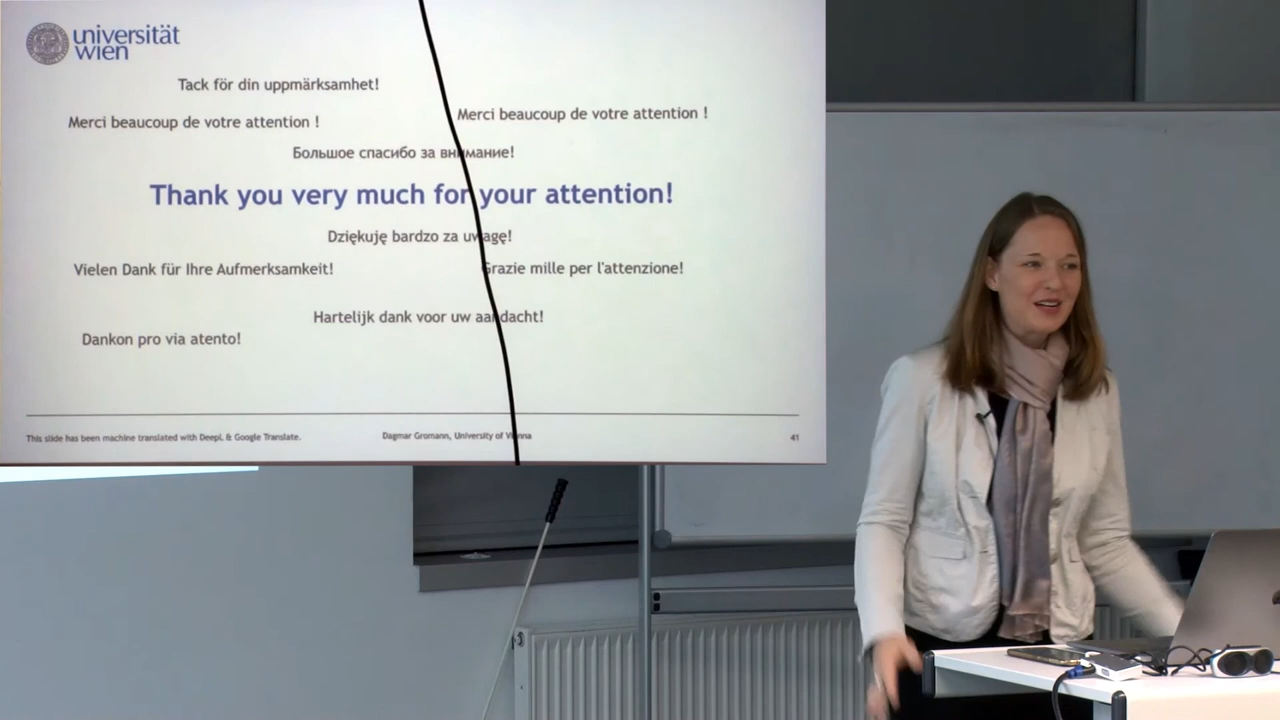 universität
wien
Tack för din uppmärksamhet!
Merci beaucoup de votre attention !
Merci beaucoup de votre attention !
Большое спасибо за внимание!
Thank you very much for your attention!
Dziękuję bardzo za uwagę!
Vielen Dank für Ihre Aufmerksamkeit!
Grazie mille per l'attenzione!
Hartelijk dank voor uw aandacht!
Dankon pro via atento!
This slide has been machine translated with DeepL & Google Translate.
Dagmar Gromann, University of Vienna
41